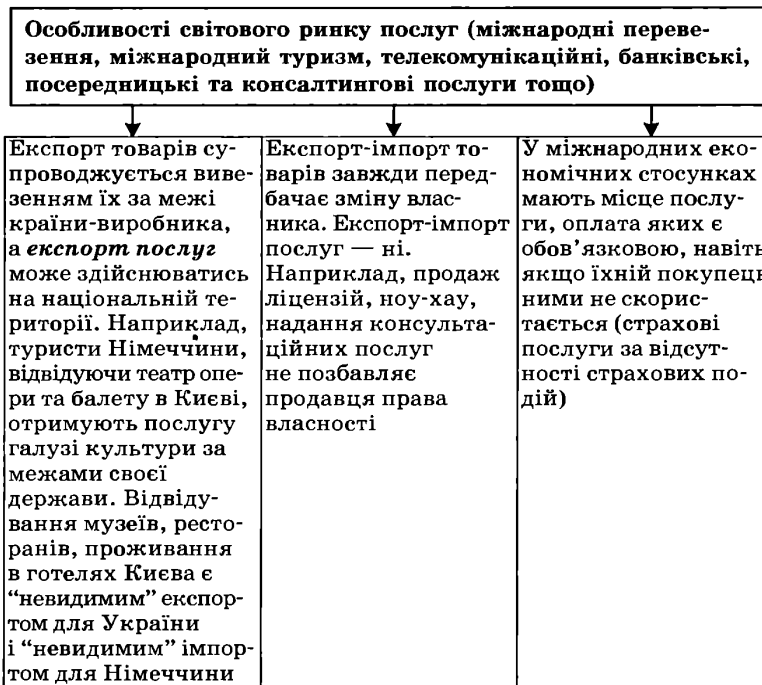 Особливості світового ринку послуг (міжнародні переве-
зення, міжнародний туризм, телекомунікаційні, банківські,
посередницькі та консалтингові послуги тощо)
Експорт товарів су-
проводжується виве-
зенням їх за межі
країни-виробника,
а експорт послуг
може здійснюватись
на національній те-
риторії. Наприклад,
туристи Німеччини,
відвідуючи театр опе-
ри та балету в Києві,
отримують послугу
галузі культури за
межами своєї
держави. Відвіду-
вання музеїв, ресто-
ранів, проживання
в готелях Києва є
“невидимим” експор-
том для України
і “невидимим” імпор-
том для Німеччини
Експорт-імпорт то-
варів завжди перед-
бачає зміну влас-
ника. Експорт-імпорт
послуг — ні.
Наприклад, продаж
ліцензій, ноу-хау,
надання консульта-
ційних послуг
не позбавляє
продавця права
власності
У міжнародних еко-
номічних стосунках
мають місце послу-
ги, оплата яких є
обов’язковою, навіть
якщо їхній покупець
ними не скорис-
тається (страхові
послуги за відсут-
ності страхових по-
дій)